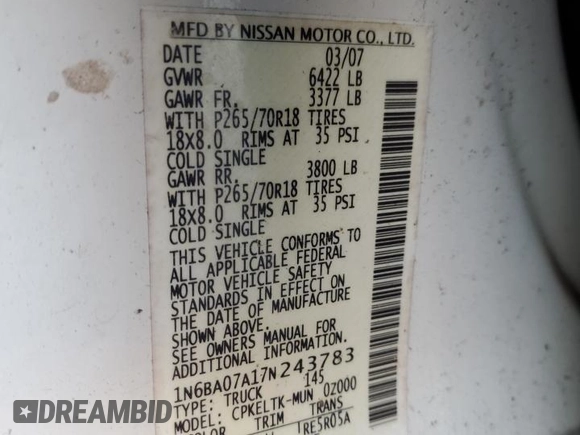 MFD BY NISSAN MOTOR CO., LTD.
DATE 03/07
GVWR 6422 LB
GAWR FR. 3377 LB
WITH P265/70R18 TIRES
18X8.0 RIMS AT 35 PSI
COLD SINGLE
GAWR RR. 3800 LB
WITH P265/70R18 TIRES
18X8.0 RIMS AT 35 PSI
COLD SINGLE
THIS VEHICLE CONFORMS TO
ALL APPLICABLE FEDERAL
MOTOR VEHICLE SAFETY
STANDARDS IN EFFECT ON
THE DATE OF MANUFACTURE
SHOWN ABOVE.
SEE OWNERS MANUAL FOR
ADDITIONAL INFORMATION.
1N6BA07A17N243783
TYPE: TRUCK 145
MODEL: CPKELTK-MUN 0Z000
COLOR TRIM TRANS
RE5R05A
DREAMBID